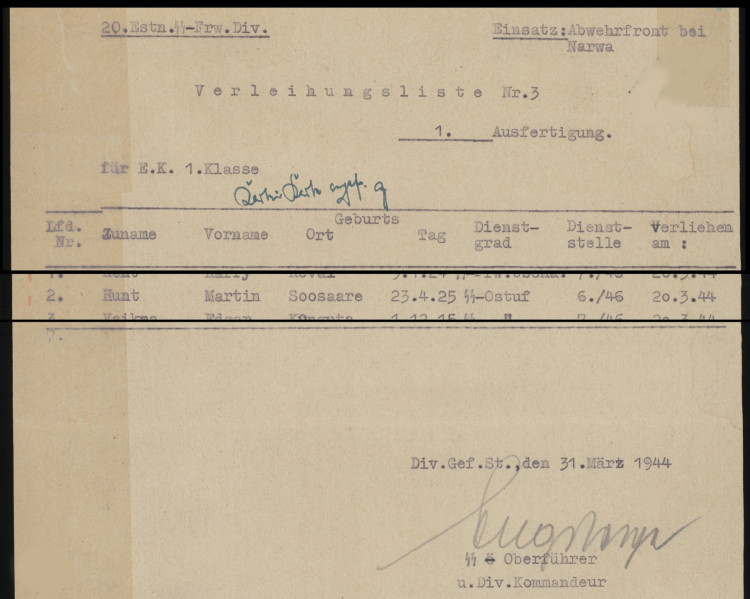 20.Estn.ᛋᛋ-Frw.Div.
Einsatz:Abwehrfront bei
Narwa
Verleihungsliste Nr.3
1. Ausfertigung.
für E.K. 1.Klasse
Geburts
Lfd. Zuname Vorname Ort Tag Dienst- Dienst- Verliehen
Nr. grad stelle am :
2. Hunt Martin Soosaare 23.4.25 ᛋᛋ-Ostuf 6./46 20.3.44
7.
Div.Gef.St.,den 31.März 1944
ᛋᛋ Oberführer
u.Div.Kommandeur